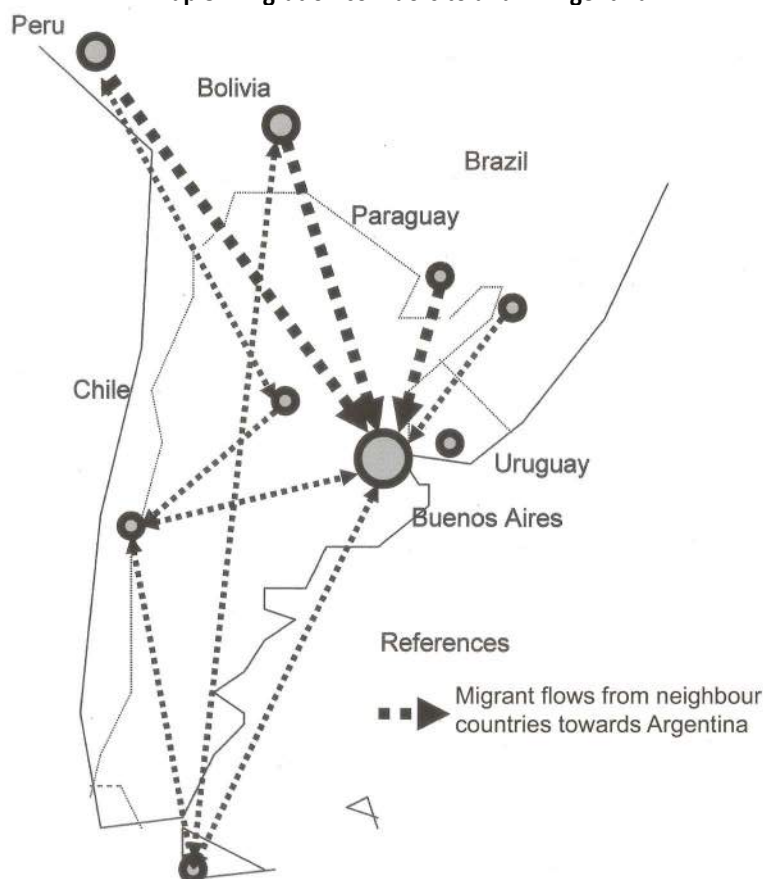 Peru
Bolivia
Brazil
Paraguay
Chile
Uruguay
Buenos Aires
References
Migrant flows from neighbour
countries towards Argentina